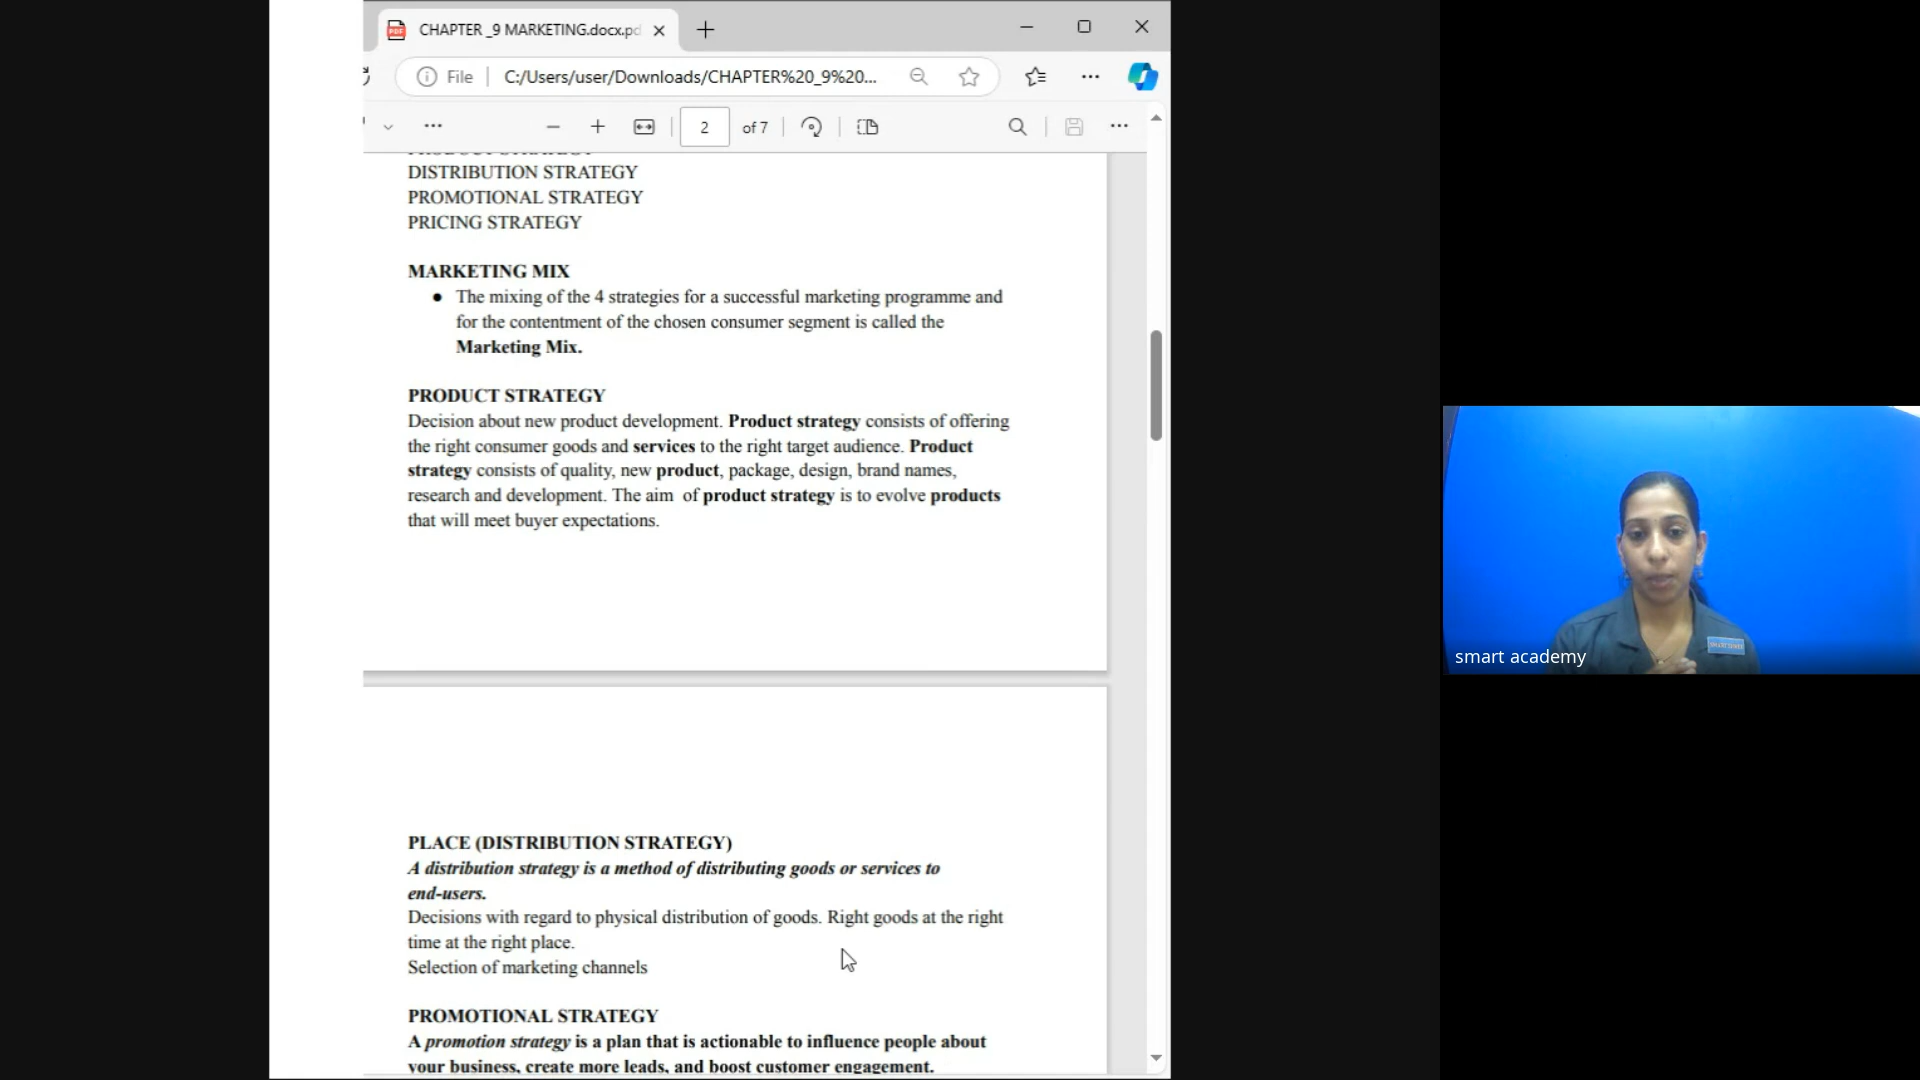 CHAPTER _9 MARKETING.docx.pd
File
C:/Users/user/Downloads/CHAPTER%20_9%20...
2 of 7
DISTRIBUTION STRATEGY
PROMOTIONAL STRATEGY
PRICING STRATEGY
MARKETING MIX
● The mixing of the 4 strategies for a successful marketing programme and
for the contentment of the chosen consumer segment is called the
Marketing Mix.
PRODUCT STRATEGY
Decision about new product development. Product strategy consists of offering
the right consumer goods and services to the right target audience. Product
strategy consists of quality, new product, package, design, brand names,
research and development. The aim of product strategy is to evolve products
that will meet buyer expectations.
PLACE (DISTRIBUTION STRATEGY)
A distribution strategy is a method of distributing goods or services to
end-users.
Decisions with regard to physical distribution of goods. Right goods at the right
time at the right place.
Selection of marketing channels
PROMOTIONAL STRATEGY
A promotion strategy is a plan that is actionable to influence people about
your business, create more leads, and boost customer engagement.
smart academy